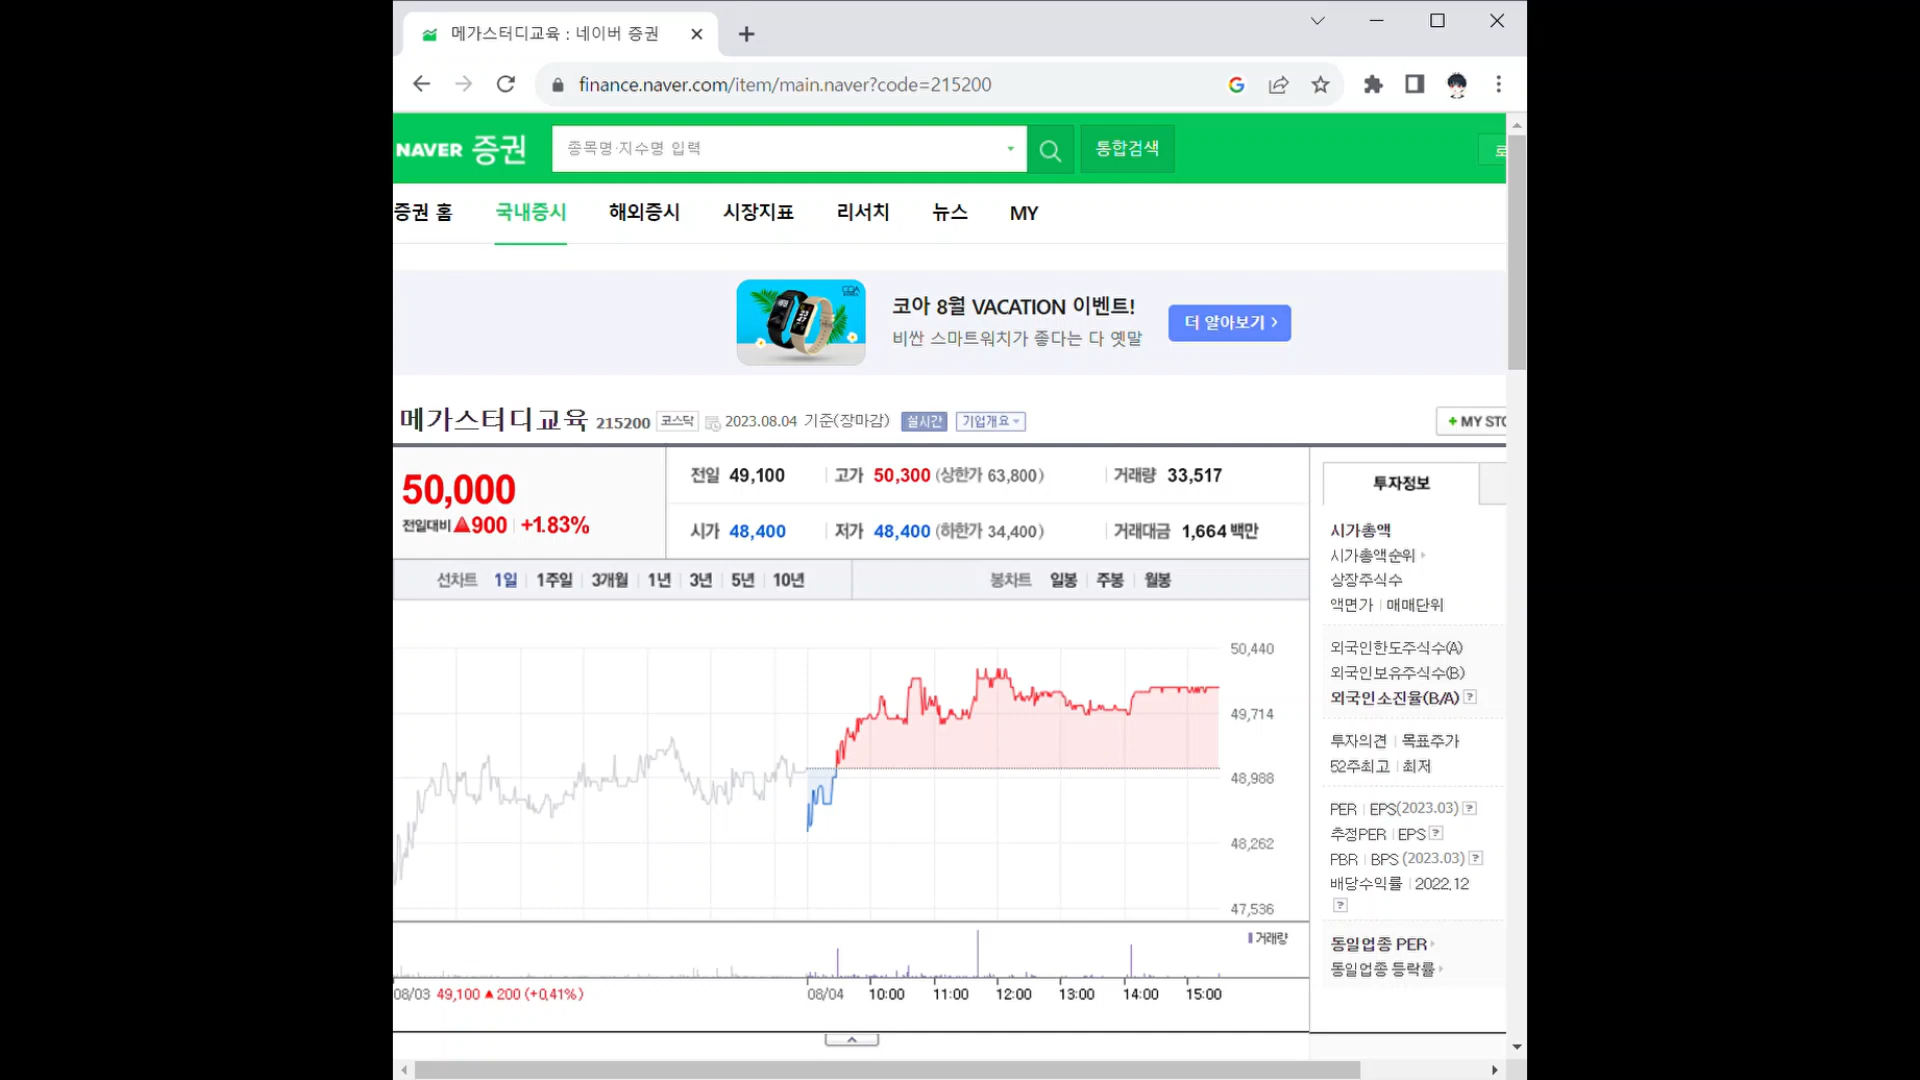 메가스터디교육 : 네이버 증권
finance.naver.com/item/main.naver?code=215200
NAVER 증권
종목명·지수명 입력
통합검색
증권 홈 국내증시 해외증시 시장지표 리서치 뉴스 MY
코아 8월 VACATION 이벤트!
비싼 스마트워치가 좋다는 다 옛말
더 알아보기 >
메가스터디교육 215200 코스닥 2023.08.04 기준(장마감) 실시간 기업개요
+ MY STO
50,000
전일대비 ▲900 +1.83%
전일 49,100 고가 50,300 (상한가 63,800) 거래량 33,517
시가 48,400 저가 48,400 (하한가 34,400) 거래대금 1,664 백만
선차트 1일 1주일 3개월 1년 3년 5년 10년
봉차트 일봉 주봉 월봉
50,440
49,714
48,988
48,262
47,536
거래량
08/03 49,100 ▲200 (+0.41%)
08/04 10:00 11:00 12:00 13:00 14:00 15:00
투자정보
시가총액
시가총액순위
상장주식수
액면가 매매단위
외국인한도주식수(A)
외국인보유주식수(B)
외국인소진율(B/A) ?
투자의견 목표주가
52주최고 최저
PER EPS(2023.03) ?
추정PER EPS ?
PBR BPS (2023.03) ?
배당수익률 2022.12
?
동일업종 PER
동일업종 등락률